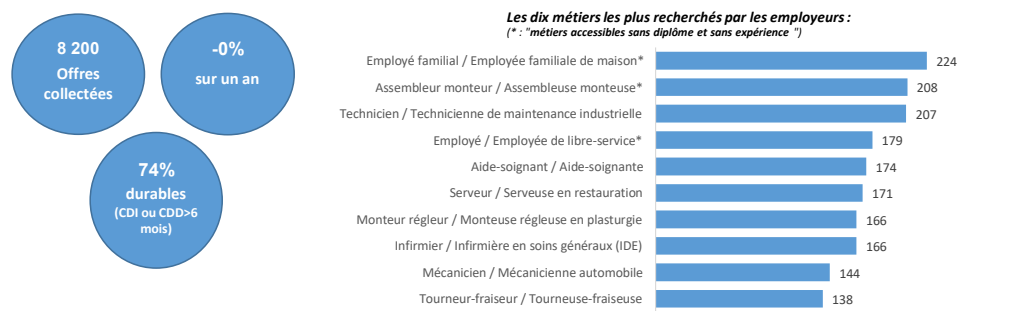 8 200
Offres
collectées
-0%
sur un an
74%
durables
(CDI ou CDD>6
mois)
Les dix métiers les plus recherchés par les employeurs :
(* : "métiers accessibles sans diplôme et sans expérience ")
Employé familial / Employée familiale de maison* 224
Assembleur monteur / Assembleuse monteuse* 208
Technicien / Technicienne de maintenance industrielle 207
Employé / Employée de libre-service* 179
Aide-soignant / Aide-soignante 174
Serveur / Serveuse en restauration 171
Monteur régleur / Monteuse régleuse en plasturgie 166
Infirmier / Infirmière en soins généraux (IDE) 166
Mécanicien / Mécanicienne automobile 144
Tourneur-fraiseur / Tourneuse-fraiseuse 138